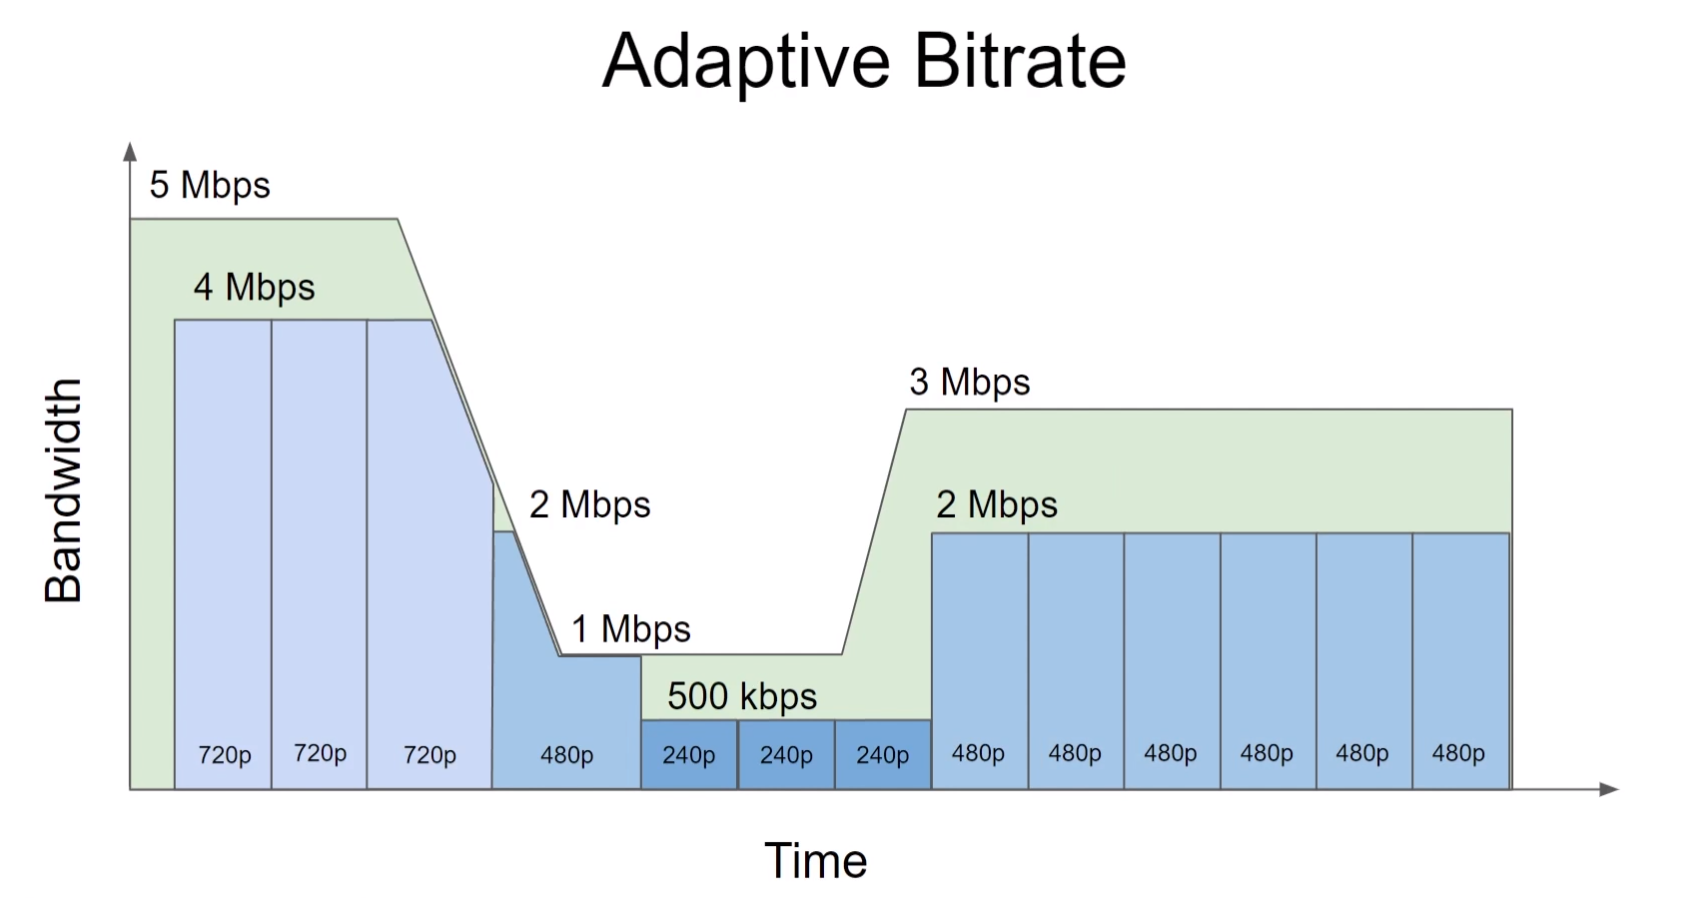 Adaptive Bitrate
5 Mbps
4 Mbps
3 Mbps
2 Mbps
2 Mbps
1 Mbps
500 kbps
Bandwidth
720p 720p 720p 480p 240p 240p 240p 480p 480p 480p 480p 480p 480p
Time